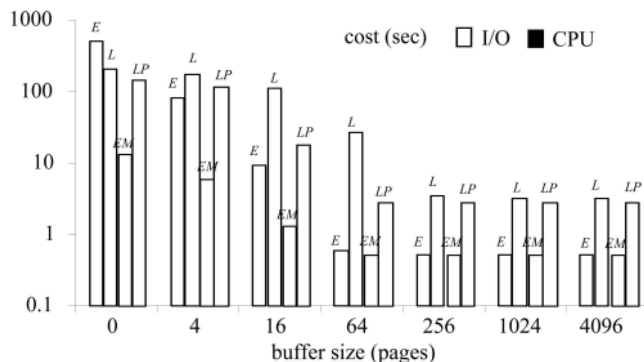 1000
100
10
1
0.1
cost (sec) I/O CPU
E L EM LP
E L EM LP
E L EM LP
E L EM LP
E L EM LP
E L EM LP
E L EM LP
0 4 16 64 256 1024 4096
buffer size (pages)